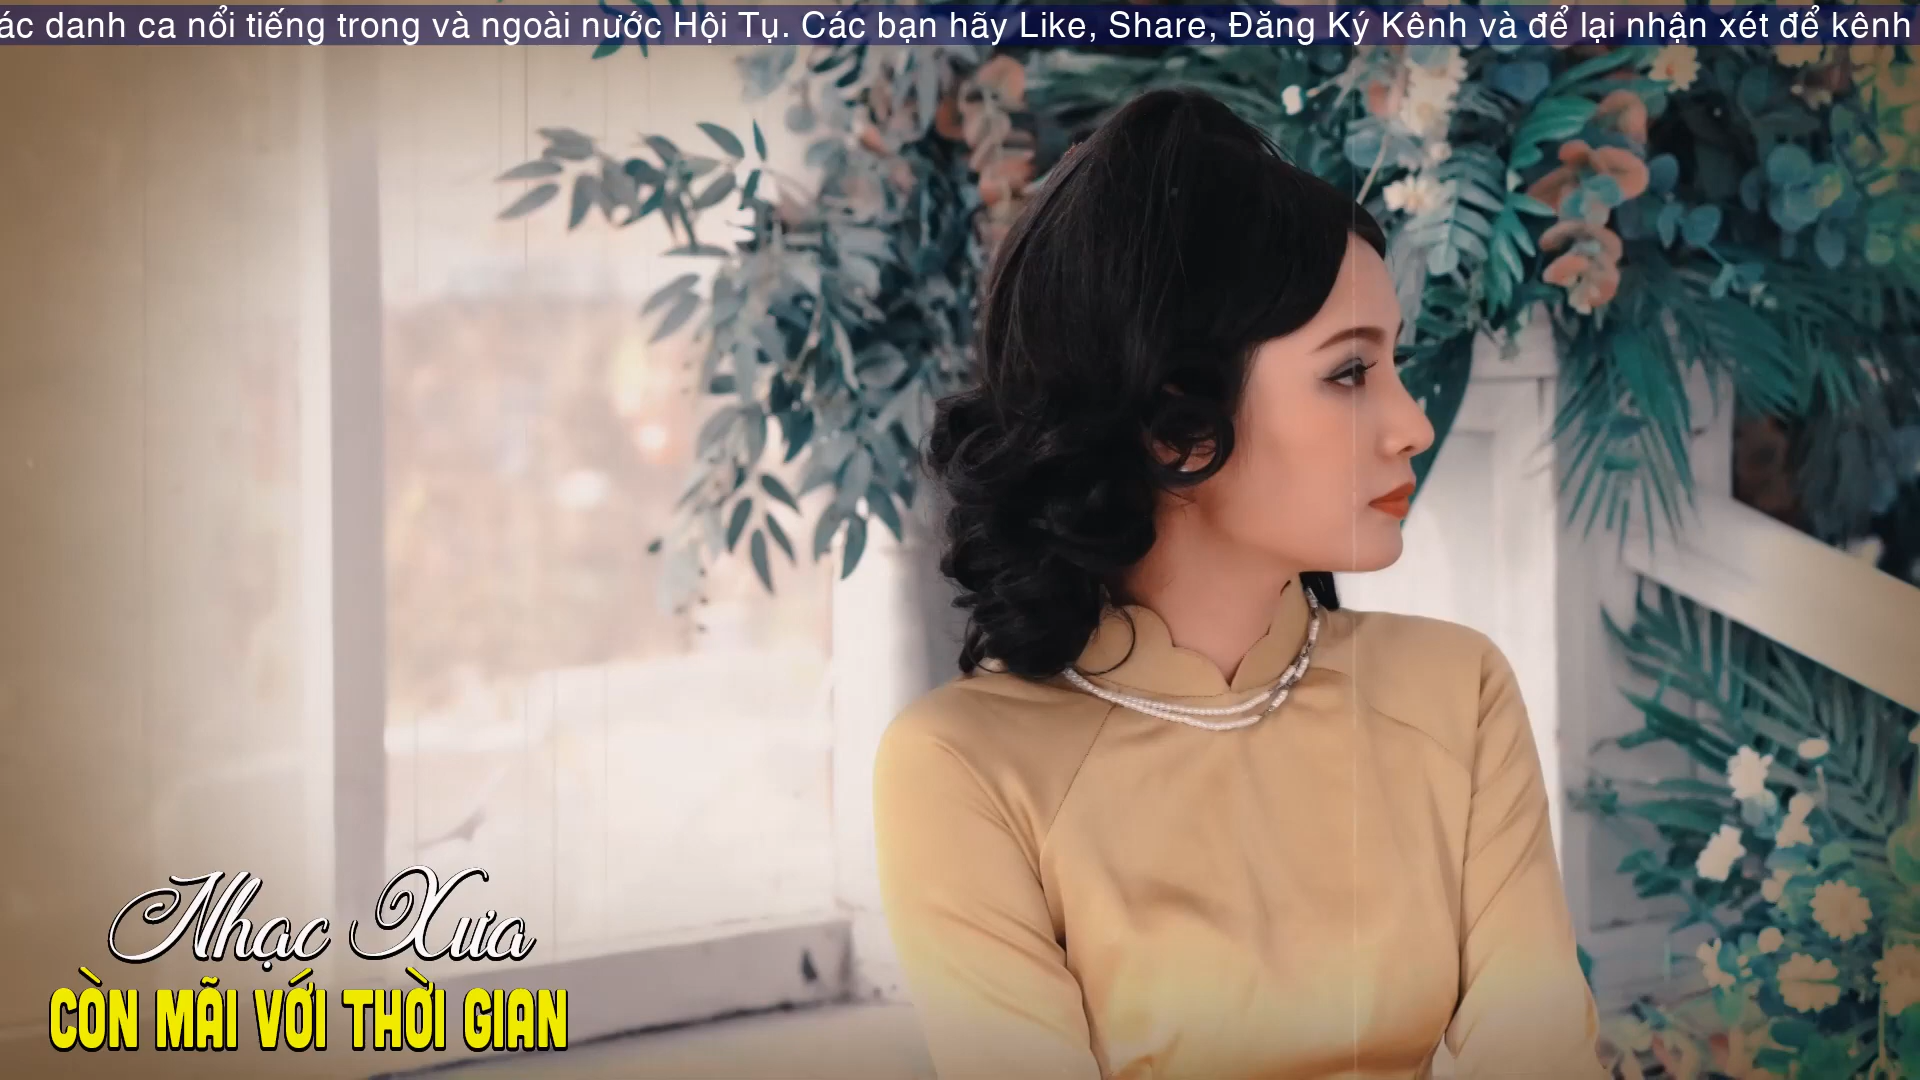 ác danh ca nổi tiếng trong và ngoài nước Hội Tụ. Các bạn hãy Like, Share, Đăng Ký Kênh và để lại nhận xét để kênh
Nhạc Xưa
CÒN MÃI VỚI THỜI GIAN